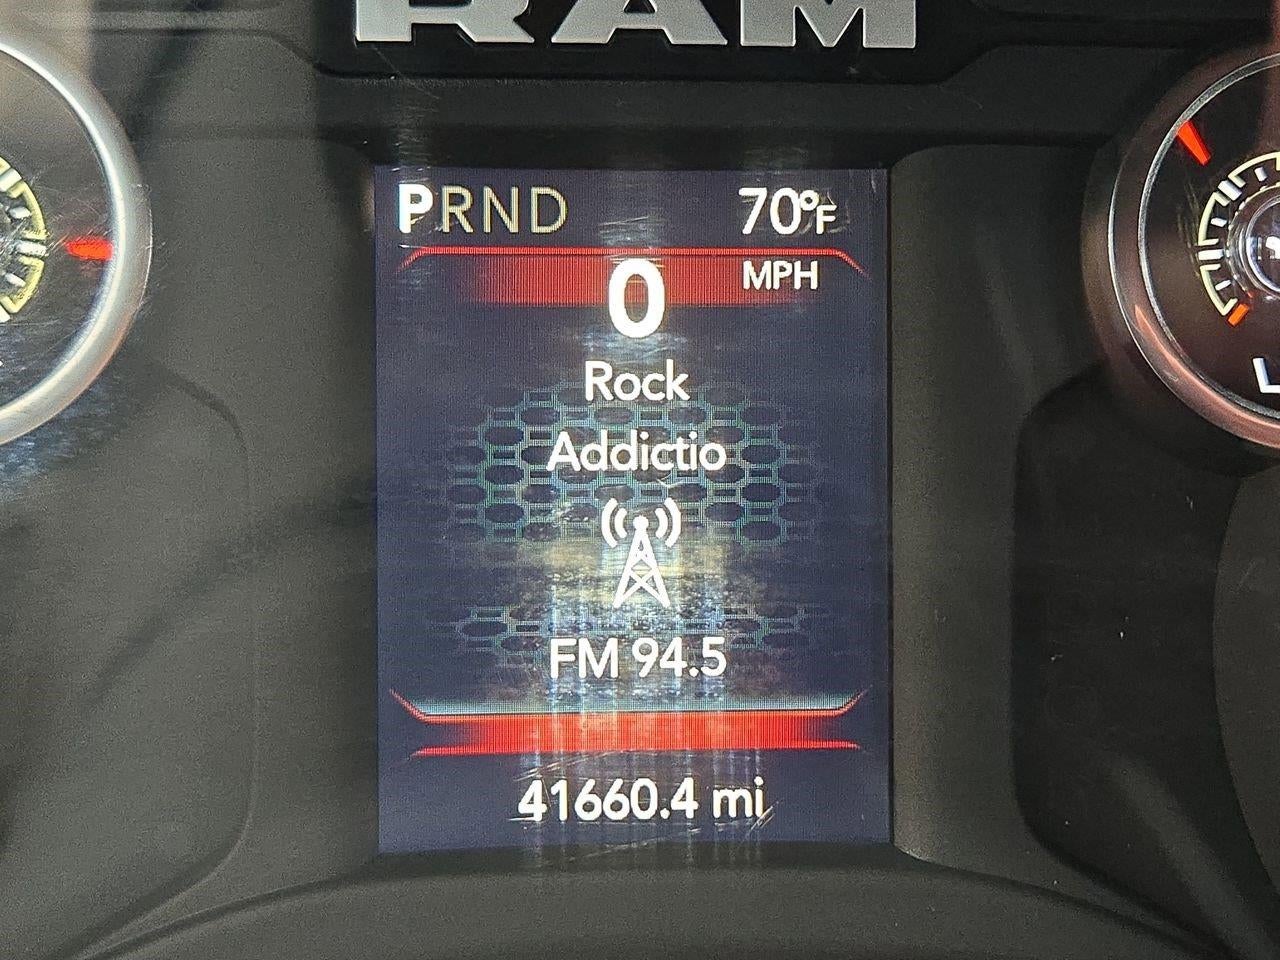 RAM
PRND 70°F
0 MPH
Rock
Addictio
FM 94.5
41660.4 mi